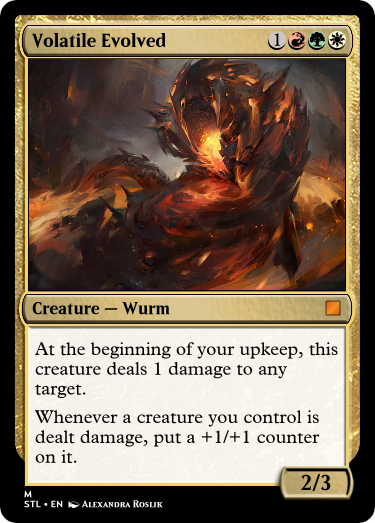 Volatile Evolved 1
Creature — Wurm
At the beginning of your upkeep, this
creature deals 1 damage to any
target.
Whenever a creature you control is
dealt damage, put a +1/+1 counter
on it.
2/3
M
STL • EN Alexandra Roslik